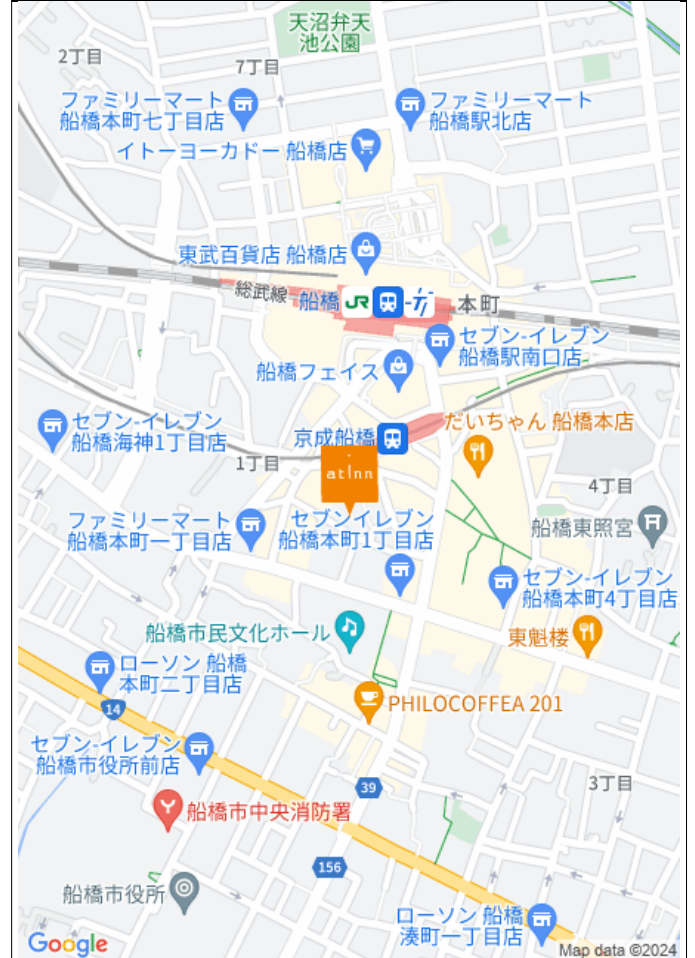 天沼弁天
池公園
2丁目
7丁目
ファミリーマート
船橋本町七丁目店
ファミリーマート
船橋駅北店
イトーヨーカドー 船橋店
東武百貨店 船橋店
総武線
船橋
JR
本町
セブン-イレブン
船橋駅南口店
船橋フェイス
セブン-イレブン
船橋海神1丁目店
京成船橋
だいちゃん 船橋本店
1丁目
atinn
4丁目
ファミリーマート
船橋本町一丁目店
セブンイレブン
船橋本町1丁目店
船橋東照宮
セブン-イレブン
船橋本町4丁目店
船橋市民文化ホール
東魁楼
ローソン 船橋
本町二丁目店
PHILOCOFFEA 201
14
セブン-イレブン
船橋市役所前店
39
3丁目
船橋市中央消防署
156
船橋市役所
ローソン 船橋
湊町一丁目店
Google
Map data ©2024